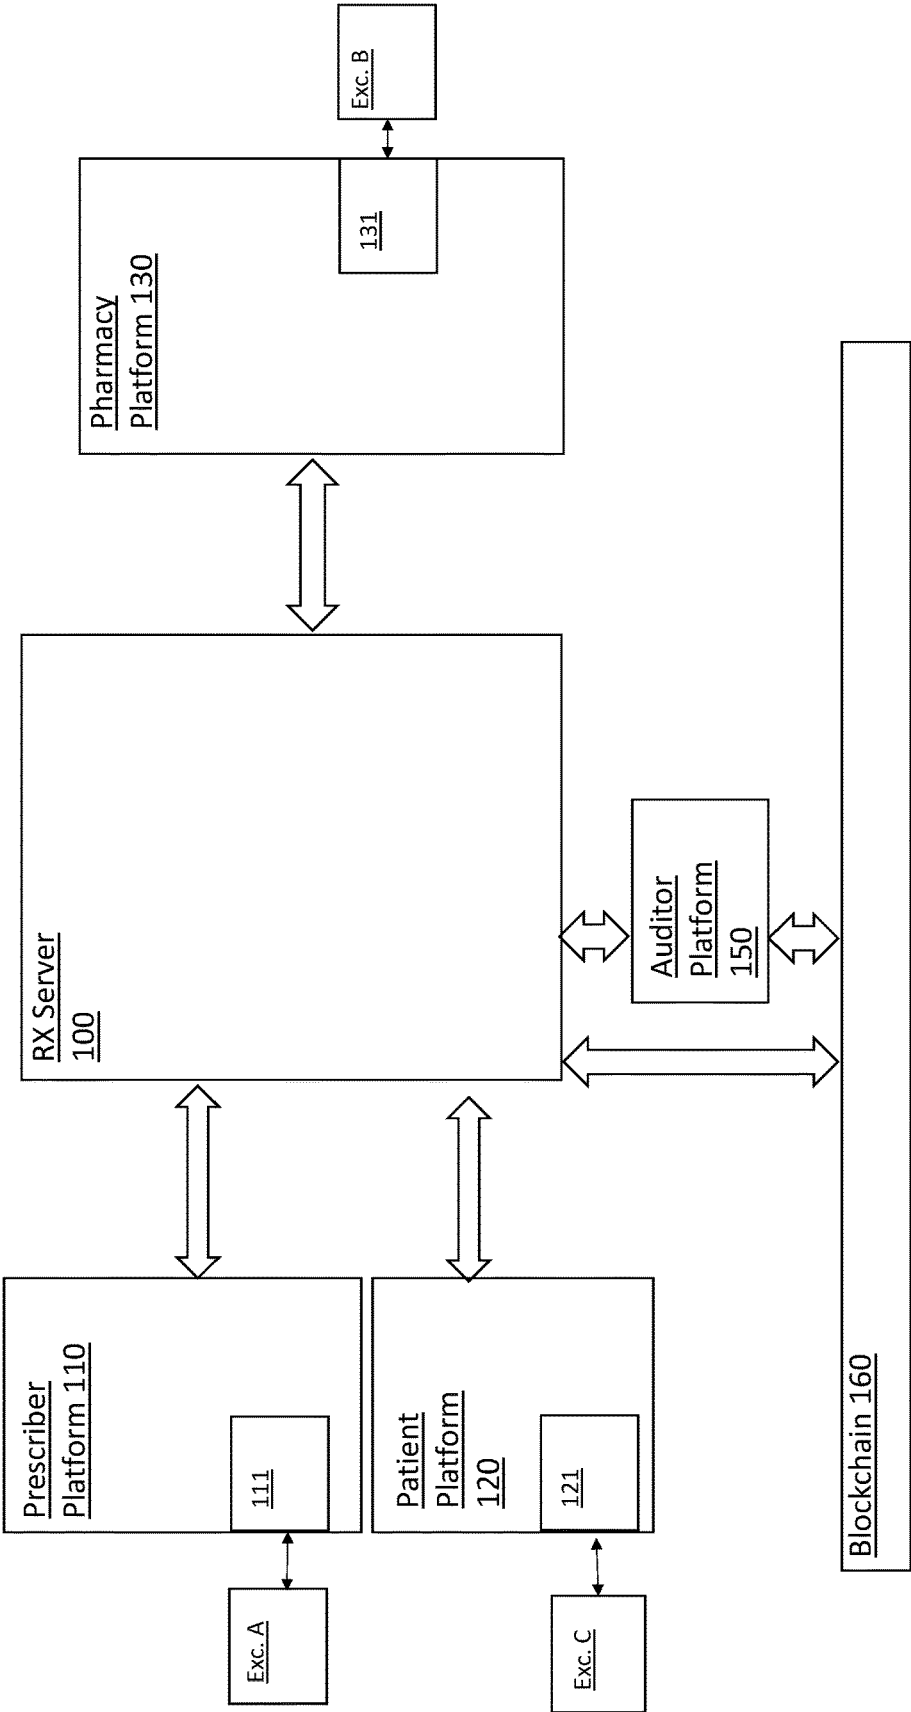 Prescriber
Platform 110
111
Exc. A
Patient
Platform
120
121
Exc. C
RX Server
100
Auditor
Platform
150
Pharmacy
Platform 130
131
Exc. B
Blockchain 160